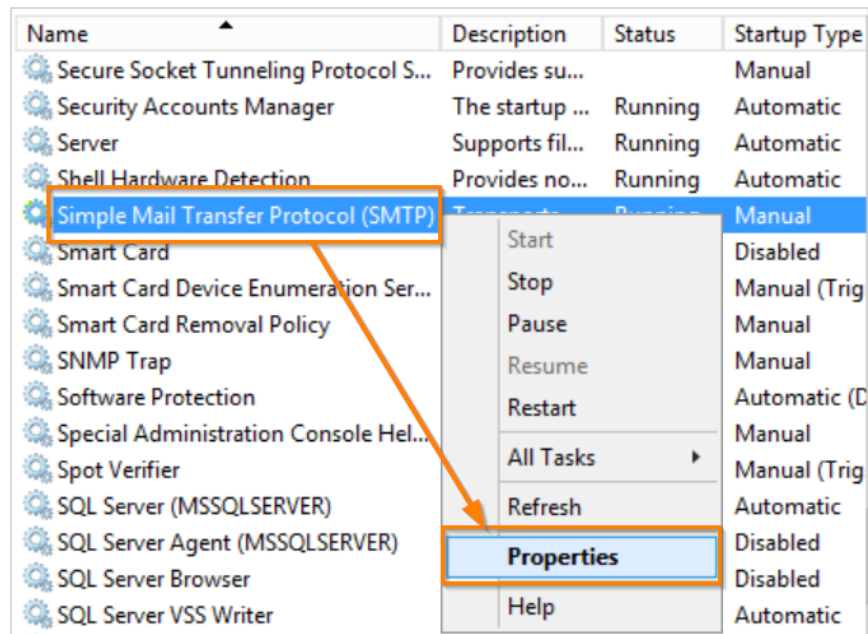 Name Description Status Startup Type
Secure Socket Tunneling Protocol S... Provides su... Manual
Security Accounts Manager The startup ... Running Automatic
Server Supports fil... Running Automatic
Shell Hardware Detection Provides no... Running Automatic
Simple Mail Transfer Protocol (SMTP) Transports Running Manual
Start
Smart Card Disabled
Stop
Smart Card Device Enumeration Ser... Manual (Trig
Pause
Smart Card Removal Policy Manual
SNMP Trap Manual
Resume
Software Protection Automatic (D
Restart
Special Administration Console Hel... Manual
All Tasks
Spot Verifier Manual (Trig
SQL Server (MSSQLSERVER) Refresh Automatic
SQL Server Agent (MSSQLSERVER) Disabled
Properties
SQL Server Browser Disabled
Help
SQL Server VSS Writer Automatic